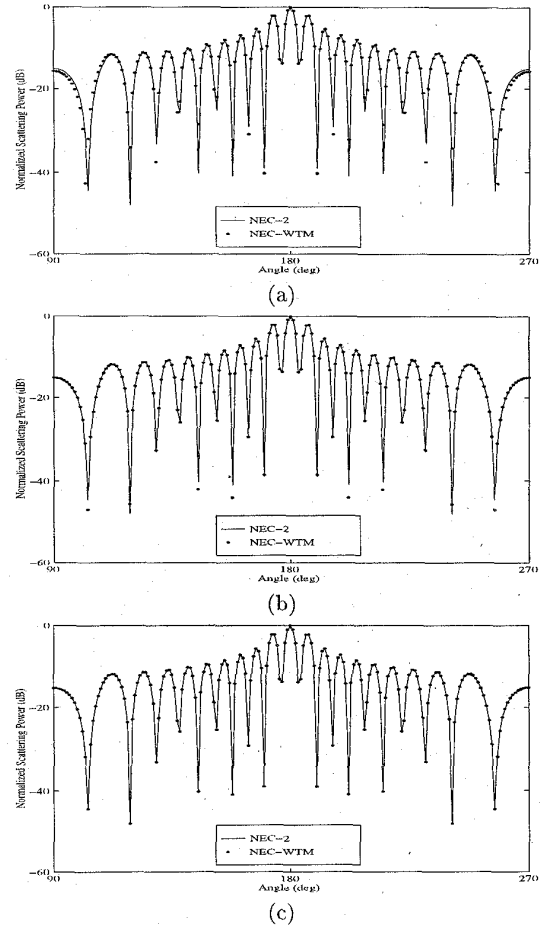 0
−20
−40
−60
Normalized Scattering Power (dB)
NEC−2
NEC−WTM
90
180
270
Angle (deg)
(a)
0
−20
−40
−60
Normalized Scattering Power (dB)
NEC−2
NEC−WTM
90
180
270
Angle (deg)
(b)
0
−20
−40
−60
Normalized Scattering Power (dB)
NEC−2
NEC−WTM
90
180
270
Angle (deg)
(c)